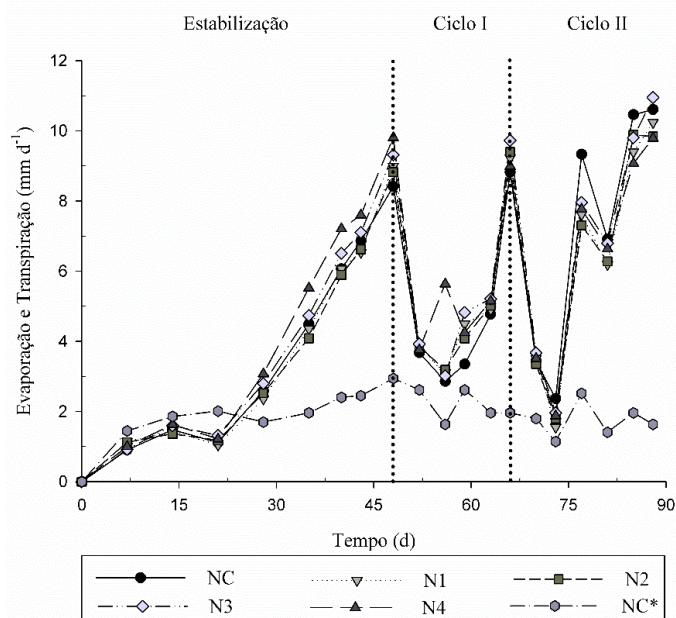 Estabilização Ciclo I Ciclo II
12
10
8
6
4
2
0
Evaporação e Transpiração (mm d-1)
0 15 30 45 60 75 90
Tempo (d)
NC N1 N2
N3 N4 NC*